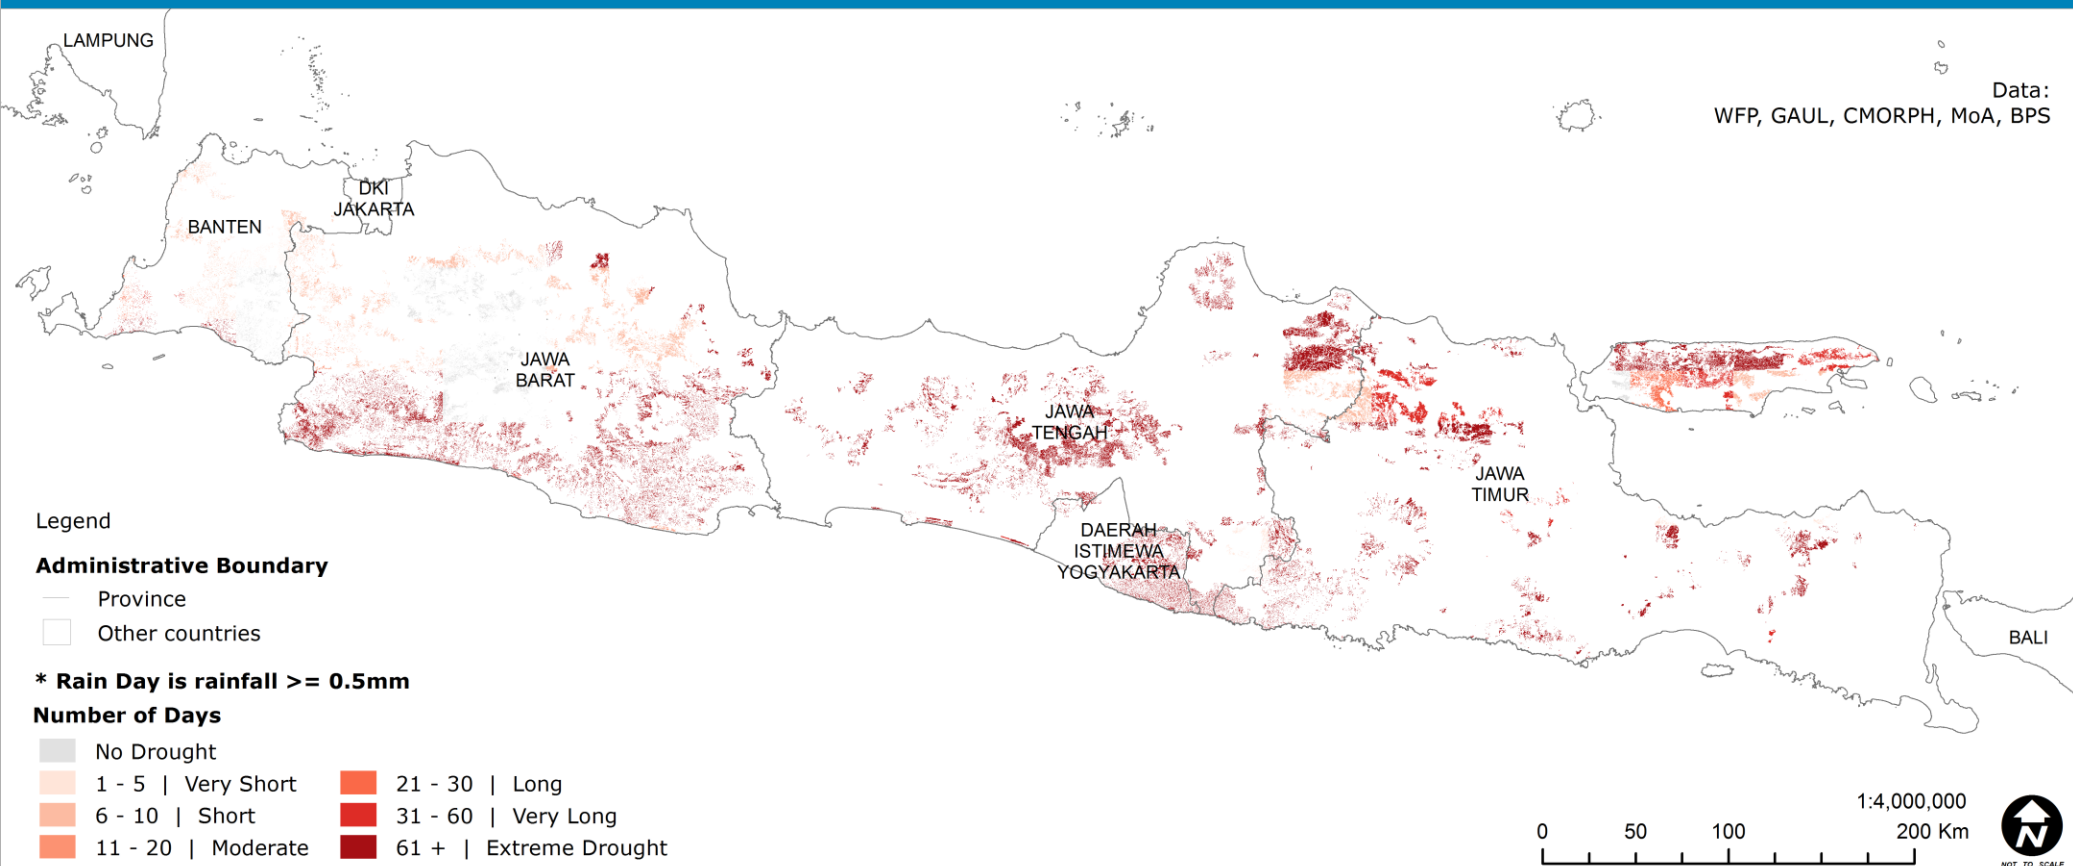 LAMPUNG
Data:
WFP, GAUL, CMORPH, MoA, BPS
DKI
JAKARTA
BANTEN
JAWA
BARAT
JAWA
TENGAH
JAWA
TIMUR
DAERAH
ISTIMEWA
YOGYAKARTA
BALI
Legend
Administrative Boundary
Province
Other countries
* Rain Day is rainfall >= 0.5mm
Number of Days
No Drought
1 - 5 | Very Short
6 - 10 | Short
11 - 20 | Moderate
21 - 30 | Long
31 - 60 | Very Long
61 + | Extreme Drought
1:4,000,000
0 50 100 200 Km
N
NOT TO SCALE